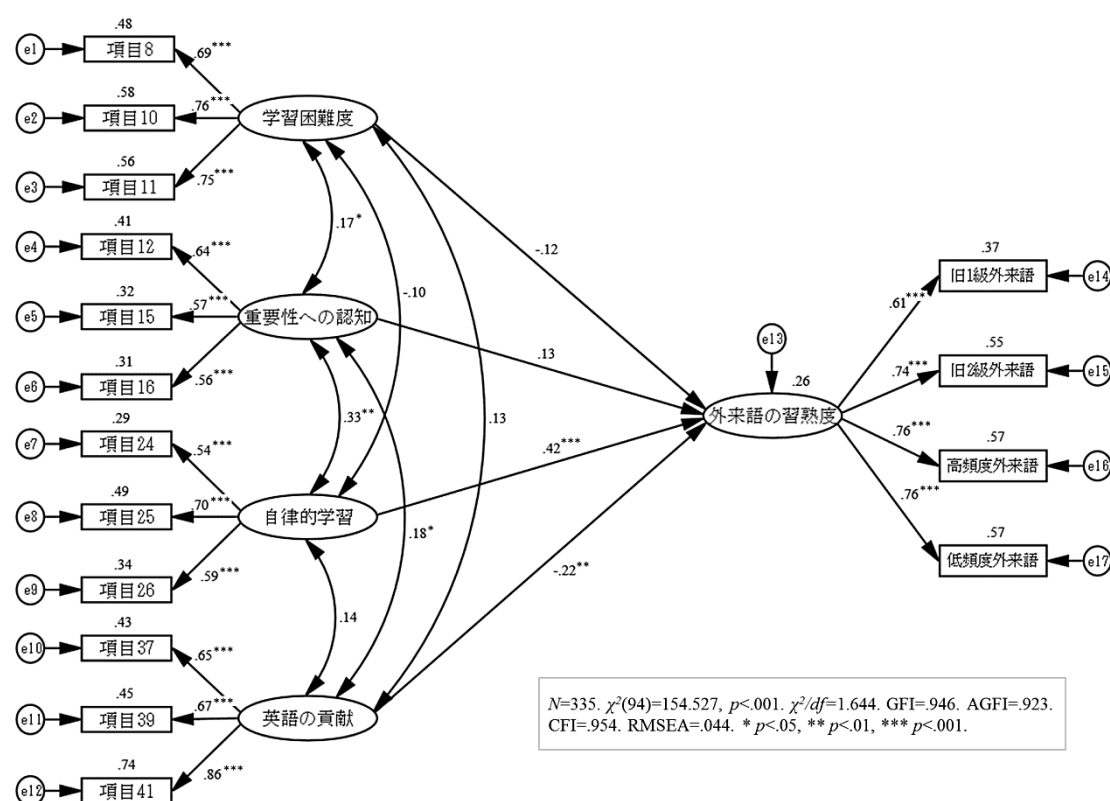 .48
e1
項目8
.69***
.58
e2
項目10
.76***
学習困難度
.56
e3
項目11
.75***
.41
e4
項目12
.64***
.32
e5
項目15
.57***
重要性への認知
.31
e6
項目16
.56***
.29
e7
項目24
.54***
.49
e8
項目25
.70***
自律的学習
.34
e9
項目26
.59***
.43
e10
項目37
.65***
.45
e11
項目39
.67***
英語の貢献
.74
e12
項目41
.86***
.17*
-.10
.33**
.18*
.13
.14
-.12
.13
.42***
-.22**
e13
.26
外来語の習熟度
.37
.61***
旧1級外来語
e14
.55
.74***
旧2級外来語
e15
.57
.76***
高頻度外来語
e16
.57
.76***
低頻度外来語
e17
N=335. χ²(94)=154.527, p<.001. χ²/df=1.644. GFI=.946. AGFI=.923.
CFI=.954. RMSEA=.044. * p<.05, ** p<.01, *** p<.001.